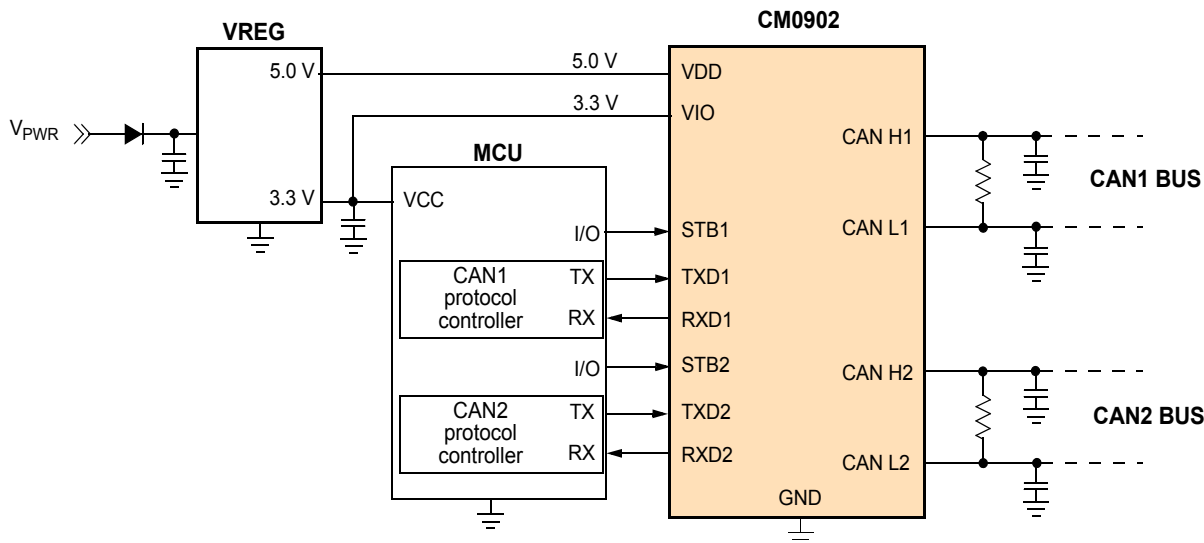 CM0902
VREG
5.0 V
5.0 V
VDD
3.3 V
VIO
VPWR
MCU
CAN H1
CAN1 BUS
3.3 V
VCC
CAN L1
I/O
STB1
CAN1
protocol
controller
TX
TXD1
RX
RXD1
I/O
STB2
CAN H2
CAN2
protocol
controller
TX
TXD2
CAN2 BUS
RX
RXD2
CAN L2
GND